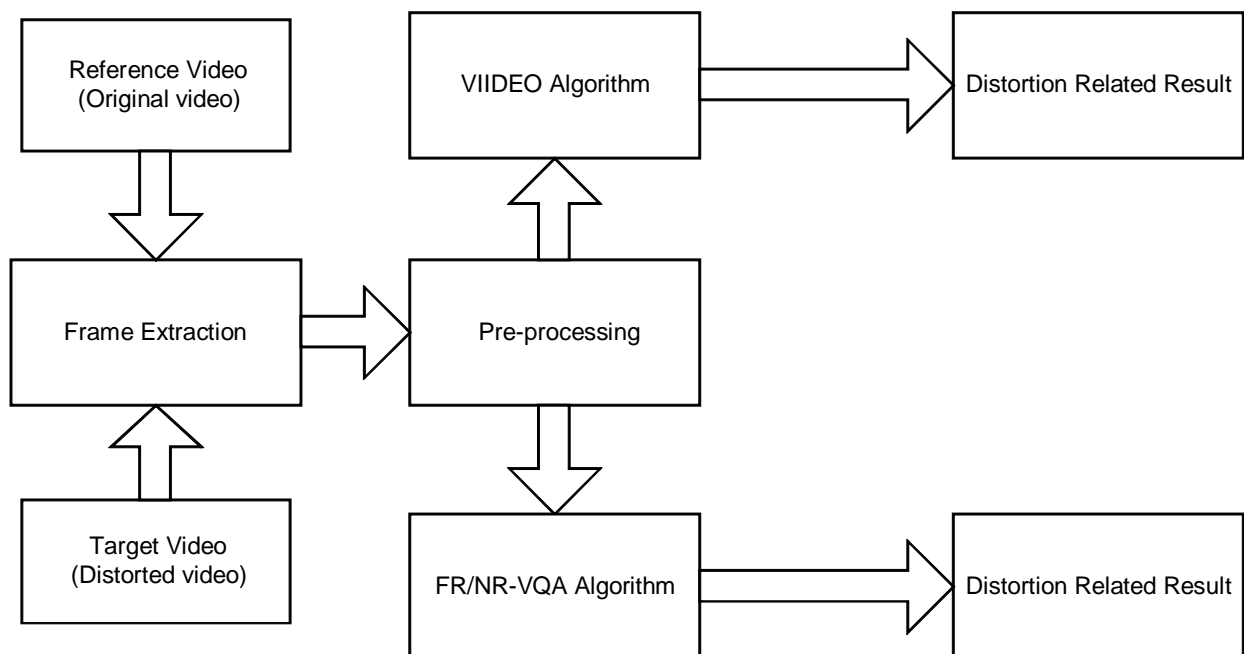 Reference Video
(Original video)
VIIDEO Algorithm
Distortion Related Result
Frame Extraction
Pre-processing
Target Video
(Distorted video)
FR/NR-VQA Algorithm
Distortion Related Result